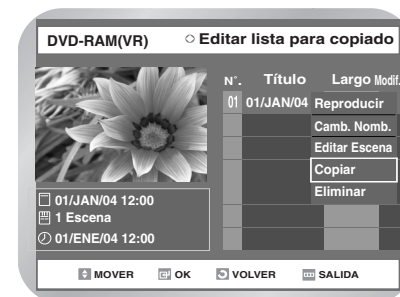 DVD-RAM(VR) Editar lista para copiado
N°. Título Largo Modif.
01 01/JAN/04 Reproducir
Camb. Nomb.
Editar Escena
Copiar
Eliminar
01/JAN/04 12:00
1 Escena
01/ENE/04 12:00
MOVER OK VOLVER SALIDA